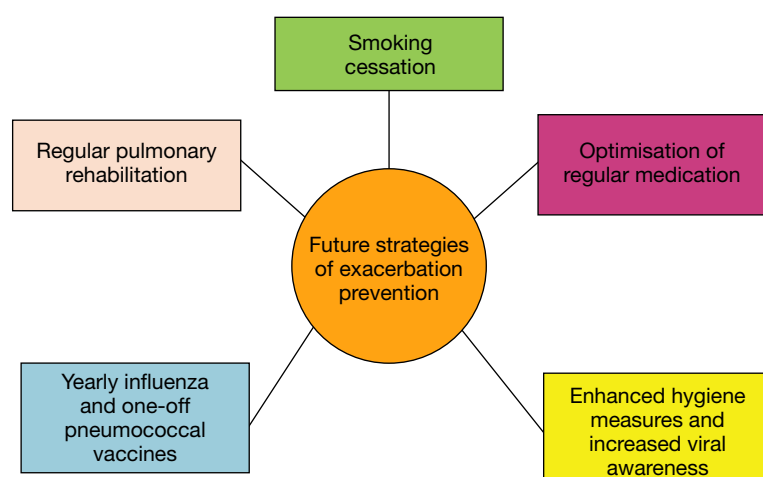 Smoking
cessation
Regular pulmonary
rehabilitation
Optimisation of
regular medication
Future strategies
of exacerbation
prevention
Yearly influenza
and one-off
pneumococcal
vaccines
Enhanced hygiene
measures and
increased viral
awareness